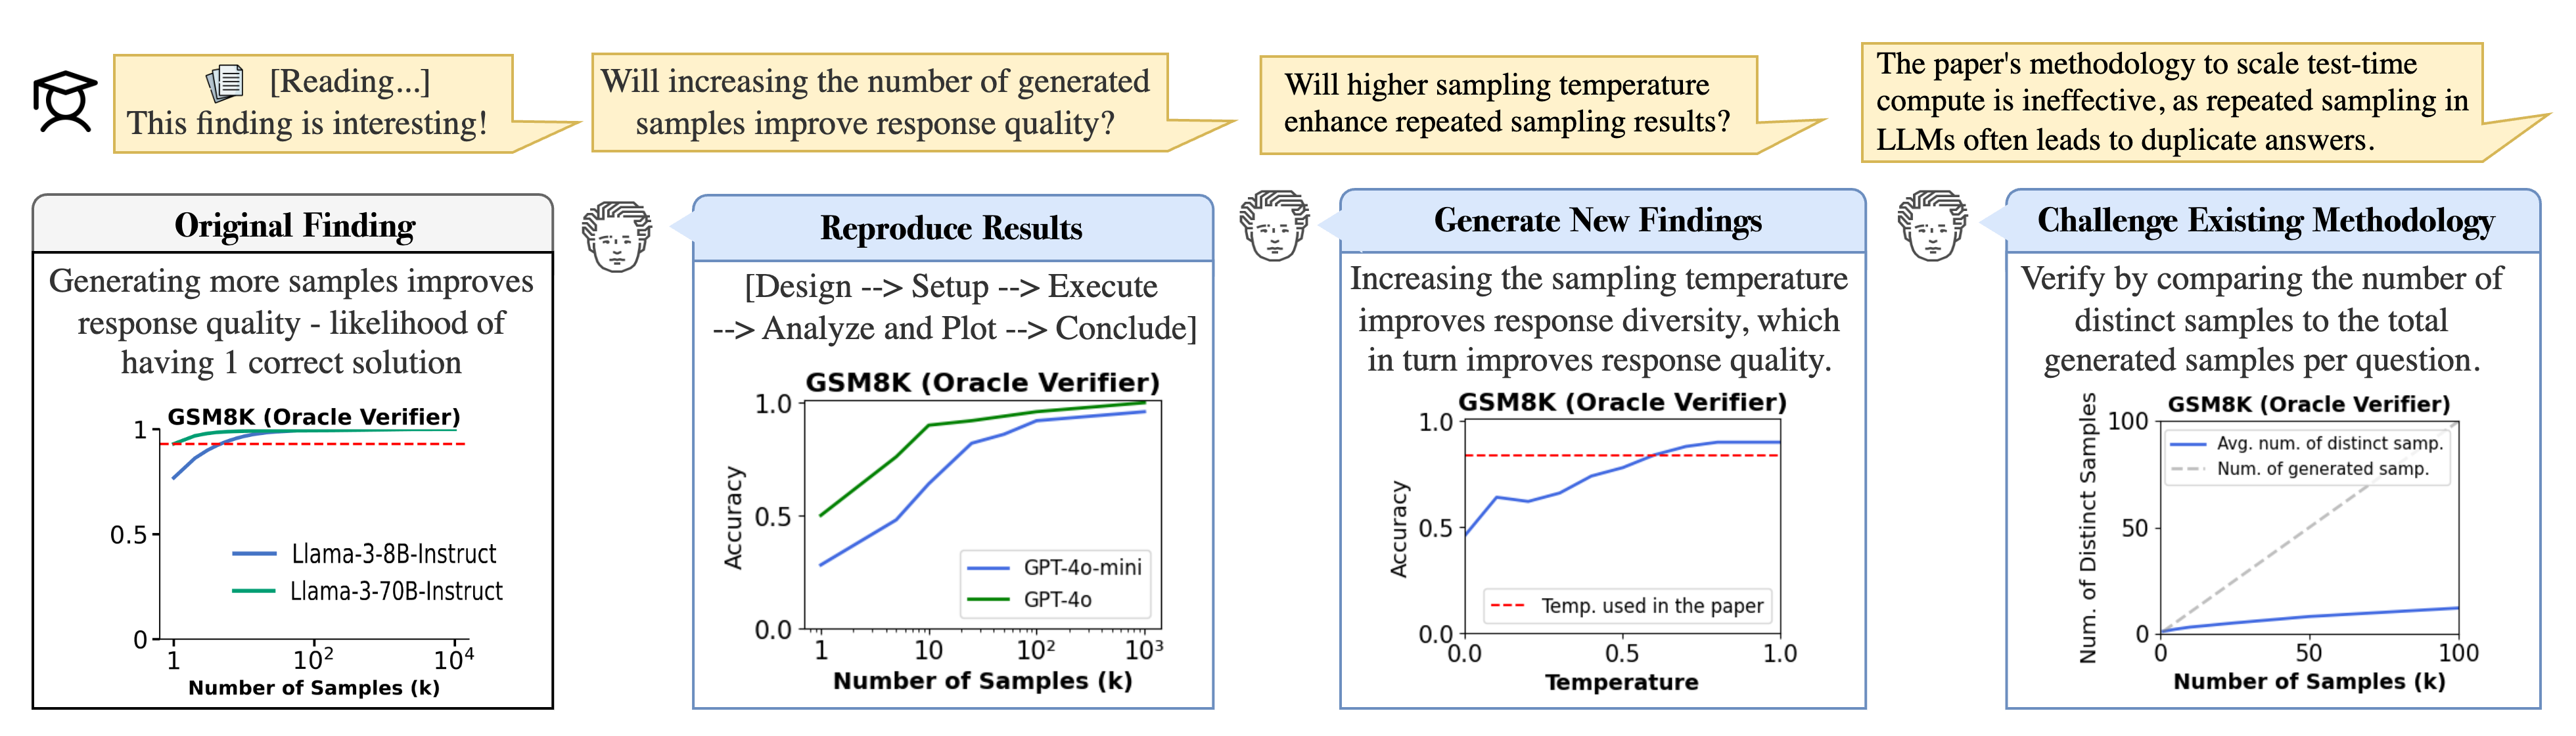 [Reading...]
This finding is interesting!
Will increasing the number of generated
samples improve response quality?
Will higher sampling temperature
enhance repeated sampling results?
The paper's methodology to scale test-time
compute is ineffective, as repeated sampling in
LLMs often leads to duplicate answers.
Original Finding
Generating more samples improves
response quality - likelihood of
having 1 correct solution
GSM8K (Oracle Verifier)
1
0.5
0
Llama-3-8B-Instruct
Llama-3-70B-Instruct
1 10² 10⁴
Number of Samples (k)
Reproduce Results
[Design --> Setup --> Execute
--> Analyze and Plot --> Conclude]
GSM8K (Oracle Verifier)
Accuracy
1.0
0.5
0.0
GPT-4o-mini
GPT-4o
1 10 10² 10³
Number of Samples (k)
Generate New Findings
Increasing the sampling temperature
improves response diversity, which
in turn improves response quality.
GSM8K (Oracle Verifier)
Accuracy
1.0
0.5
0.0
Temp. used in the paper
0.0 0.5 1.0
Temperature
Challenge Existing Methodology
Verify by comparing the number of
distinct samples to the total
generated samples per question.
GSM8K (Oracle Verifier)
Num. of Distinct Samples
100
50
0
Avg. num. of distinct samp.
Num. of generated samp.
0 50 100
Number of Samples (k)